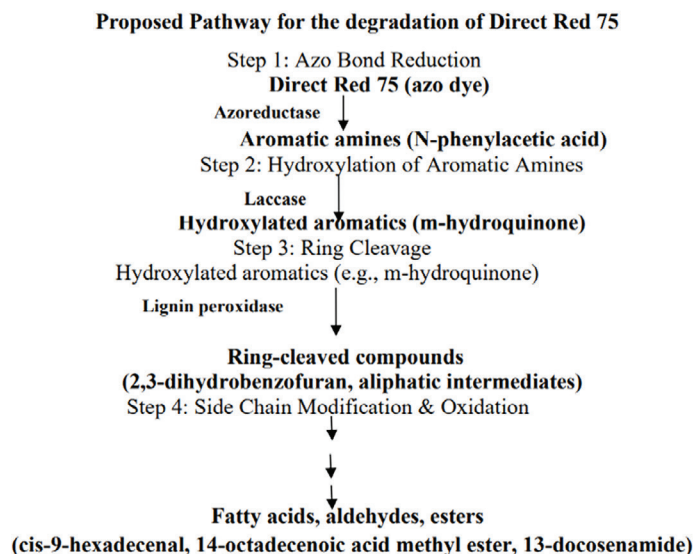 Proposed Pathway for the degradation of Direct Red 75
Step 1: Azo Bond Reduction
Direct Red 75 (azo dye)
Azoreductase
Aromatic amines (N-phenylacetic acid)
Step 2: Hydroxylation of Aromatic Amines
Laccase
Hydroxylated aromatics (m-hydroquinone)
Step 3: Ring Cleavage
Hydroxylated aromatics (e.g., m-hydroquinone)
Lignin peroxidase
Ring-cleaved compounds
(2,3-dihydrobenzofuran, aliphatic intermediates)
Step 4: Side Chain Modification & Oxidation
Fatty acids, aldehydes, esters
(cis-9-hexadecenal, 14-octadecenoic acid methyl ester, 13-docosenamide)